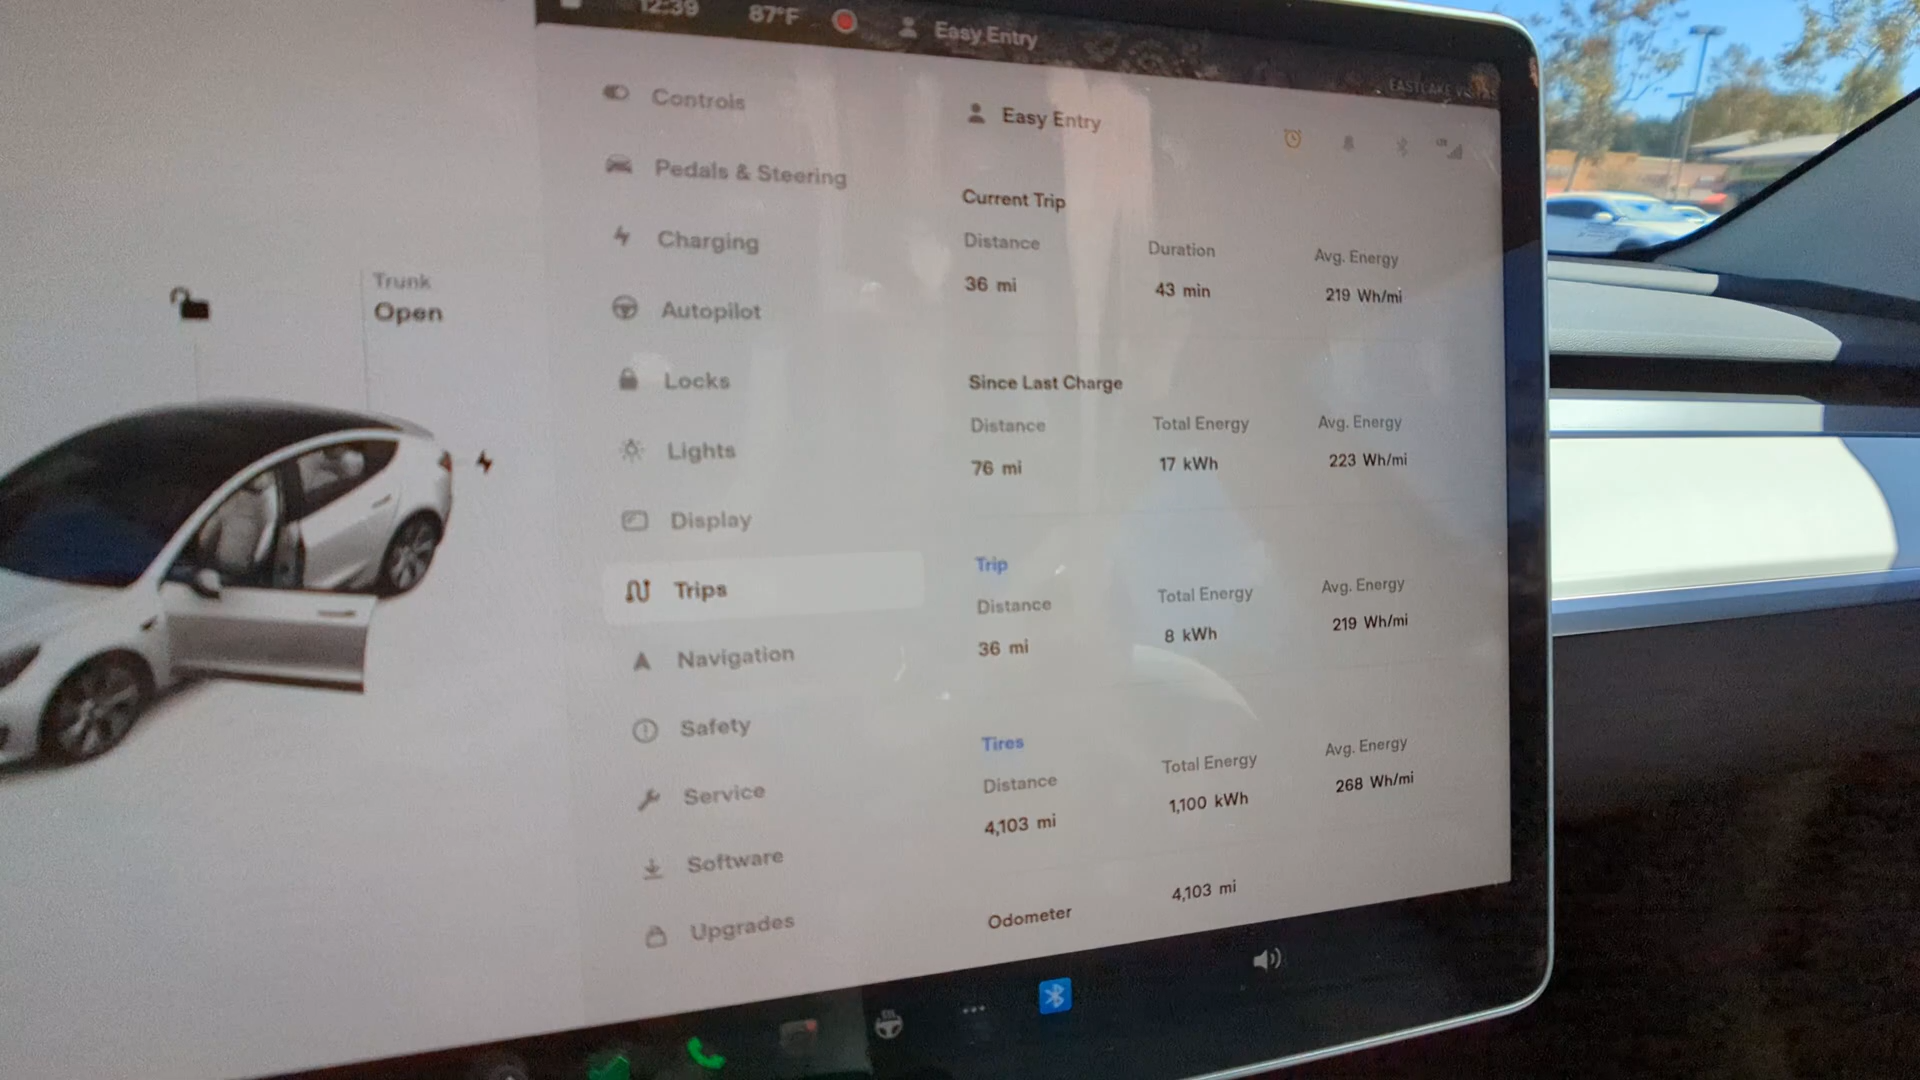 12:39 87°F Easy Entry
EASTLAKE
Trunk
Open
Controls
Pedals & Steering
Charging
Autopilot
Locks
Lights
Display
Trips
Navigation
Safety
Service
Software
Upgrades
Easy Entry
Current Trip
Distance Duration Avg. Energy
36 mi 43 min 219 Wh/mi
Since Last Charge
Distance Total Energy Avg. Energy
76 mi 17 kWh 223 Wh/mi
Trip
Distance Total Energy Avg. Energy
36 mi 8 kWh 219 Wh/mi
Tires
Distance Total Energy Avg. Energy
4,103 mi 1,100 kWh 268 Wh/mi
Odometer 4,103 mi